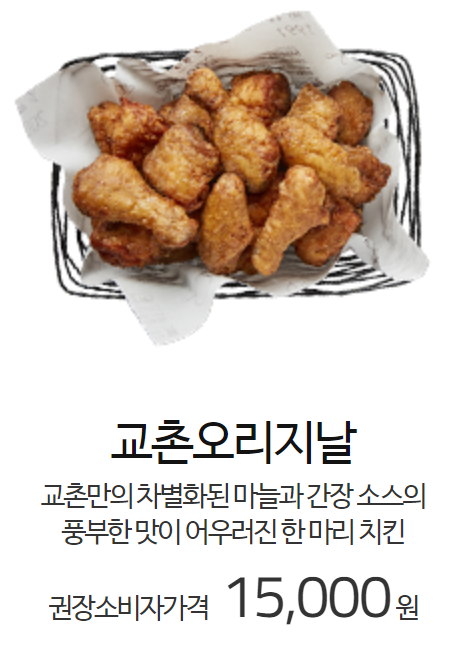 교촌오리지날
교촌만의 차별화된 마늘과 간장 소스의
풍부한 맛이 어우러진 한 마리 치킨
권장소비자가격 15,000원